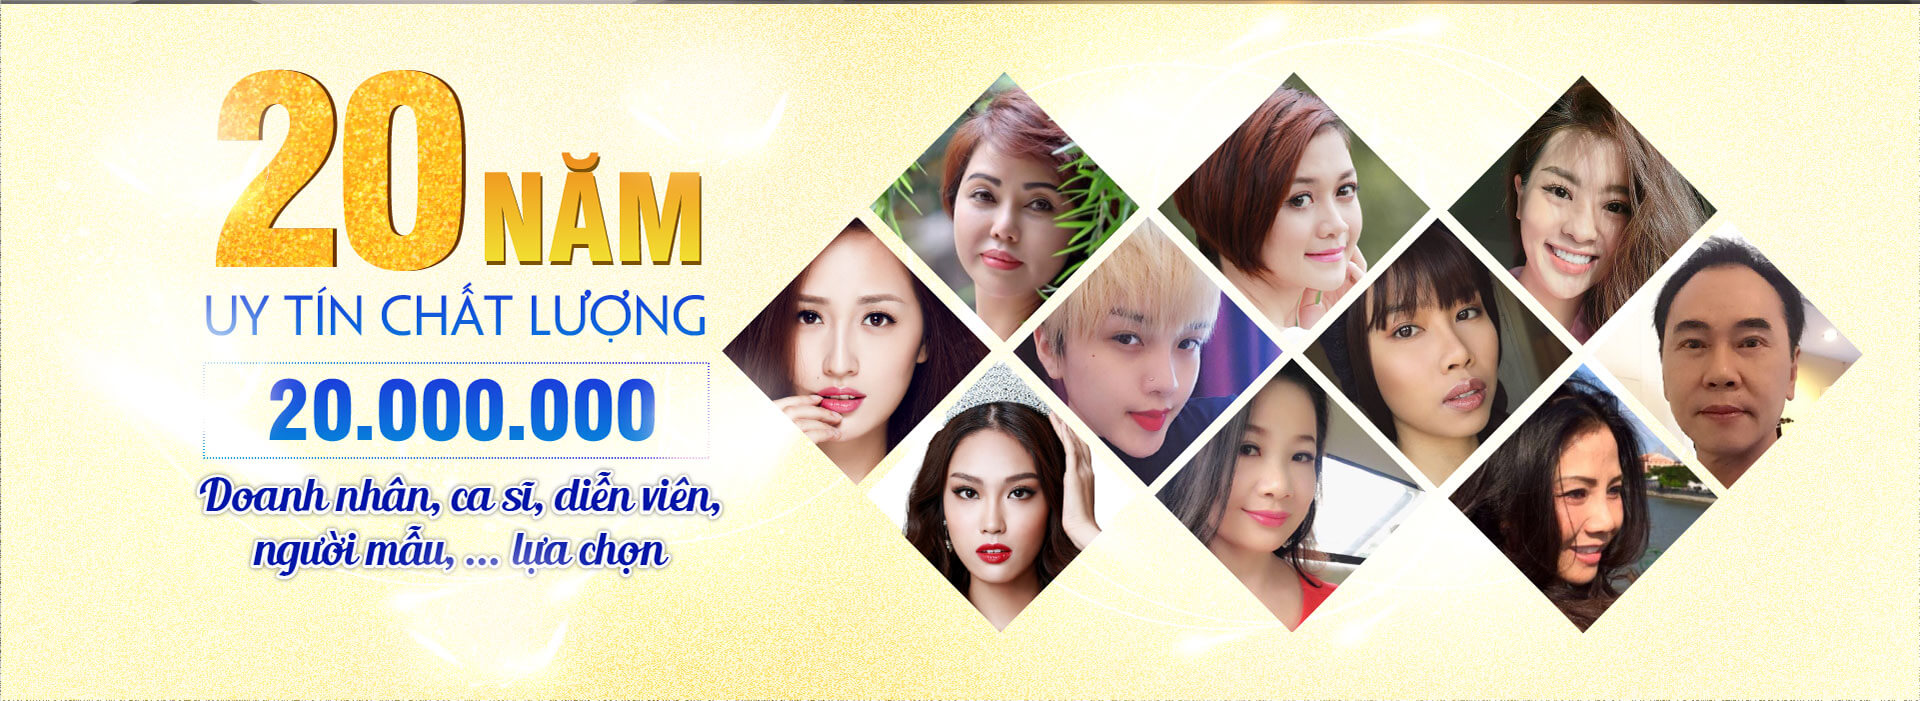 20 NĂM
UY TÍN CHẤT LƯỢNG
20.000.000
Doanh nhân, ca sĩ, diễn viên,
người mẫu, ... lựa chọn